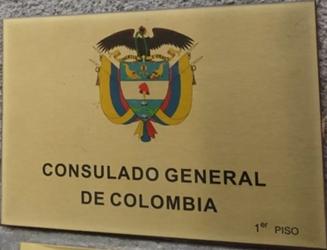 CONSULADO GENERAL
DE COLOMBIA
1er PISO